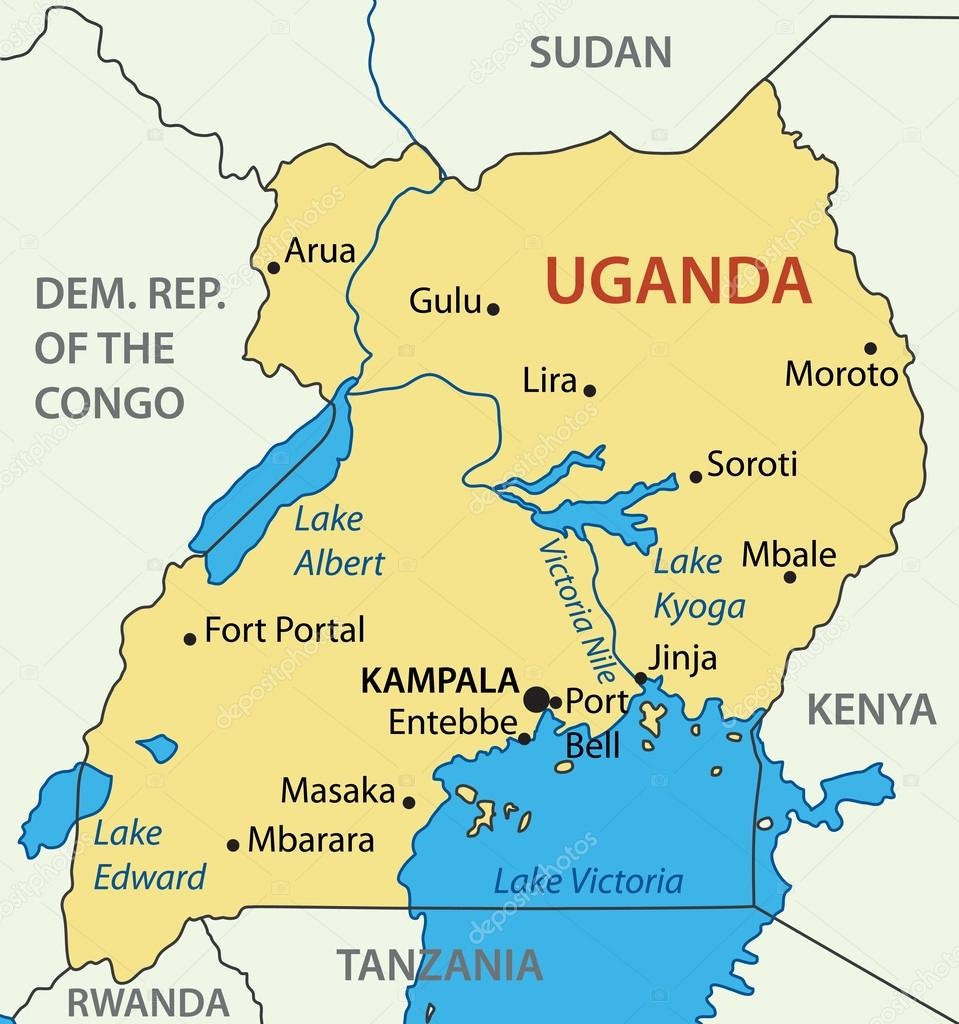 SUDAN
Arua
UGANDA
DEM. REP.
OF THE
CONGO
Gulu
Lira
Moroto
Soroti
Lake
Albert
Victoria Nile
Lake
Kyoga
Mbale
Fort Portal
Jinja
KAMPALA
Port
Bell
Entebbe
KENYA
Masaka
Lake
Edward
Mbarara
Lake Victoria
TANZANIA
RWANDA
depositphotos